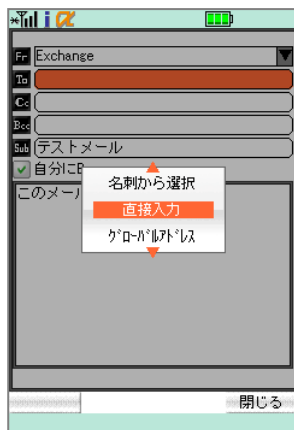 Fr Exchange
To
Cc
Bcc
Sub テストメール
自分にB
このメー
名刺から選択
直接入力
グローバルアドレス
閉じる